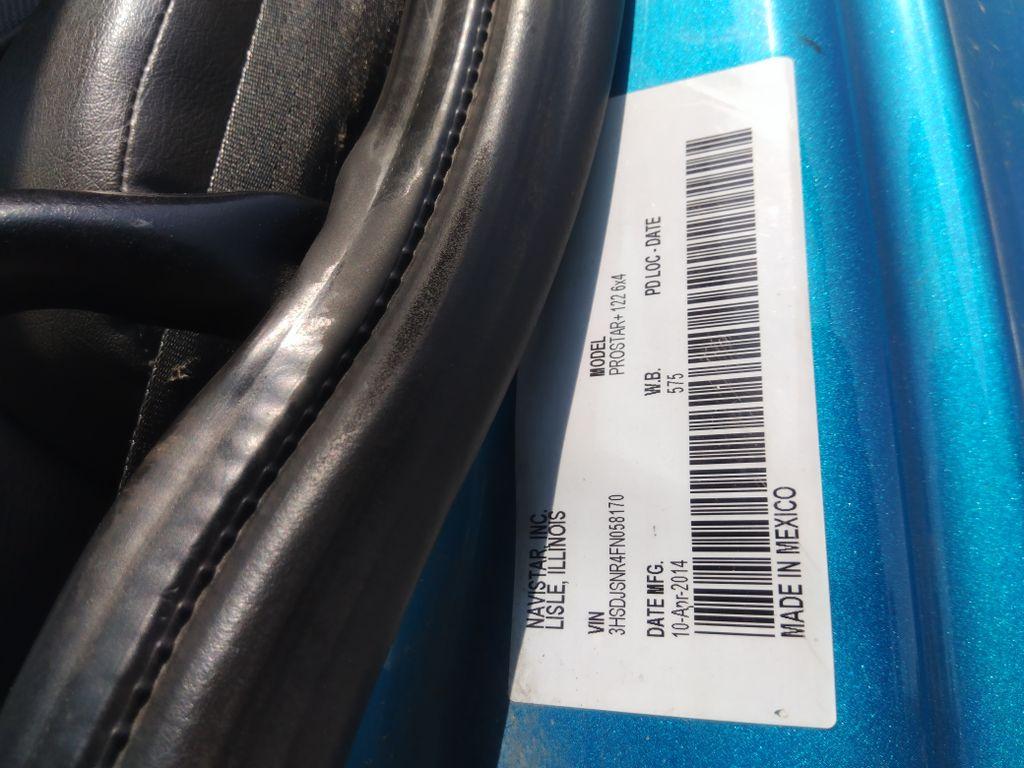 NAVISTAR, INC.
LISLE, ILLINOIS
VIN
3HSDJSNR4FN058170
MODEL
PROSTAR+ 122 6x4
DATE MFG.
10-Apr-2014
W.B.
575
PD LOC - DATE
MADE IN MEXICO